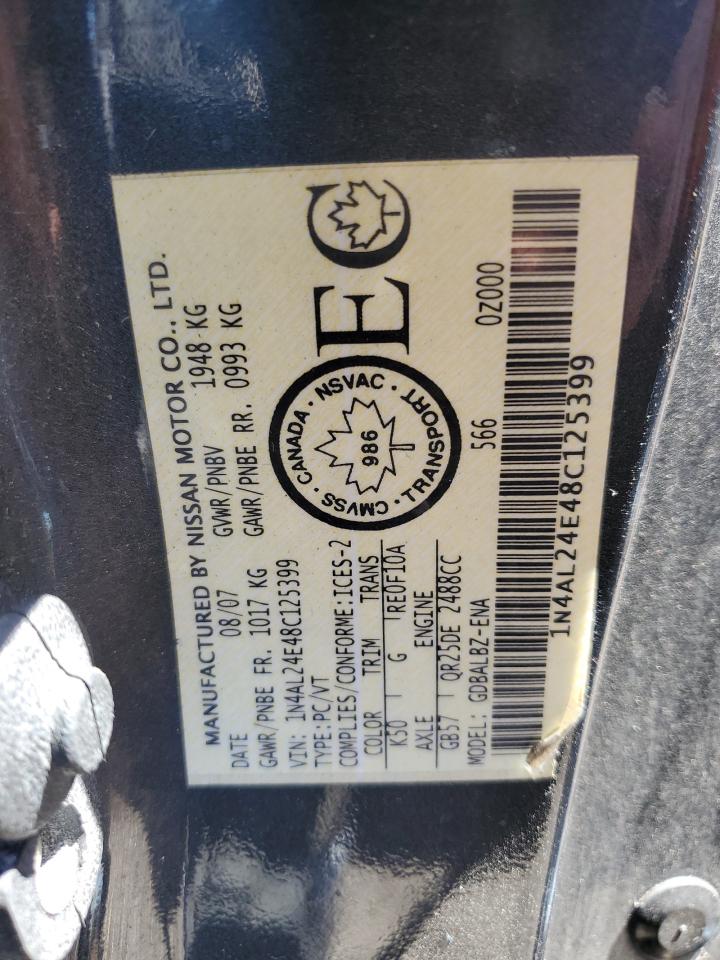 MANUFACTURED BY NISSAN MOTOR CO., LTD.
DATE 08/07 GVWR/PNBV 1948 KG
GAWR/PNBE FR. 1017 KG GAWR/PNBE RR. 0993 KG
VIN: 1N4AL24E48C125399
TYPE:PC/VT
COMPLIES/CONFORME:ICES-2
COLOR TRIM TRANS
K50 G RE0F10A
AXLE ENGINE
GB57 QR25DE 2488CC
MODEL: GDBALBZ-ENA 566 0Z000
CANADA · NSVAC · TRANSPORT · CMVSS ·
986
EC
1N4AL24E48C125399